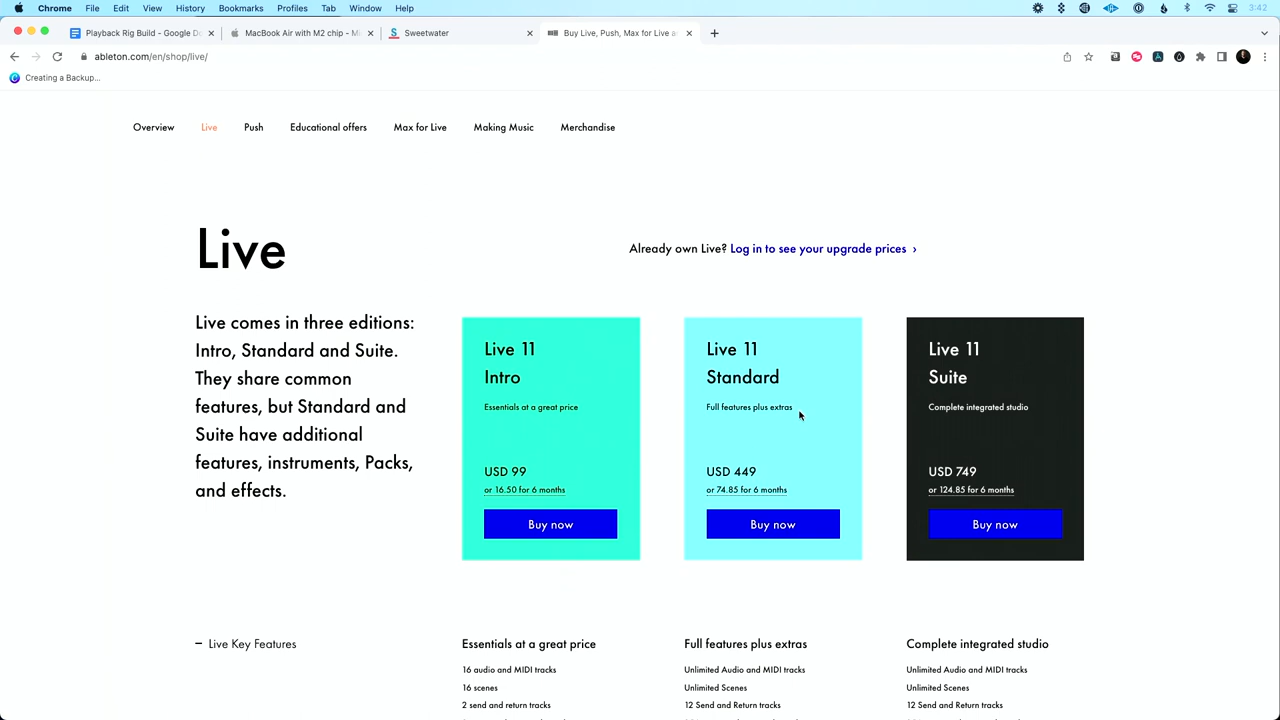 Chrome File Edit View History Bookmarks Profiles Tab Window Help 3:42
Playback Rig Build - Google Do MacBook Air with M2 chip - M Sweetwater Buy Live, Push, Max for Live a
ableton.com/en/shop/live/
Creating a Backup...
Overview Live Push Educational offers Max for Live Making Music Merchandise
Live
Already own Live? Log in to see your upgrade prices ›
Live comes in three editions:
Intro, Standard and Suite.
They share common
features, but Standard and
Suite have additional
features, instruments, Packs,
and effects.
Live 11
Intro
Essentials at a great price
USD 99
or 16.50 for 6 months
Buy now
Live 11
Standard
Full features plus extras
USD 449
or 74.85 for 6 months
Buy now
Live 11
Suite
Complete integrated studio
USD 749
or 124.85 for 6 months
Buy now
– Live Key Features
Essentials at a great price
16 audio and MIDI tracks
16 scenes
2 send and return tracks
Full features plus extras
Unlimited Audio and MIDI tracks
Unlimited Scenes
12 Send and Return tracks
Complete integrated studio
Unlimited Audio and MIDI tracks
Unlimited Scenes
12 Send and Return tracks